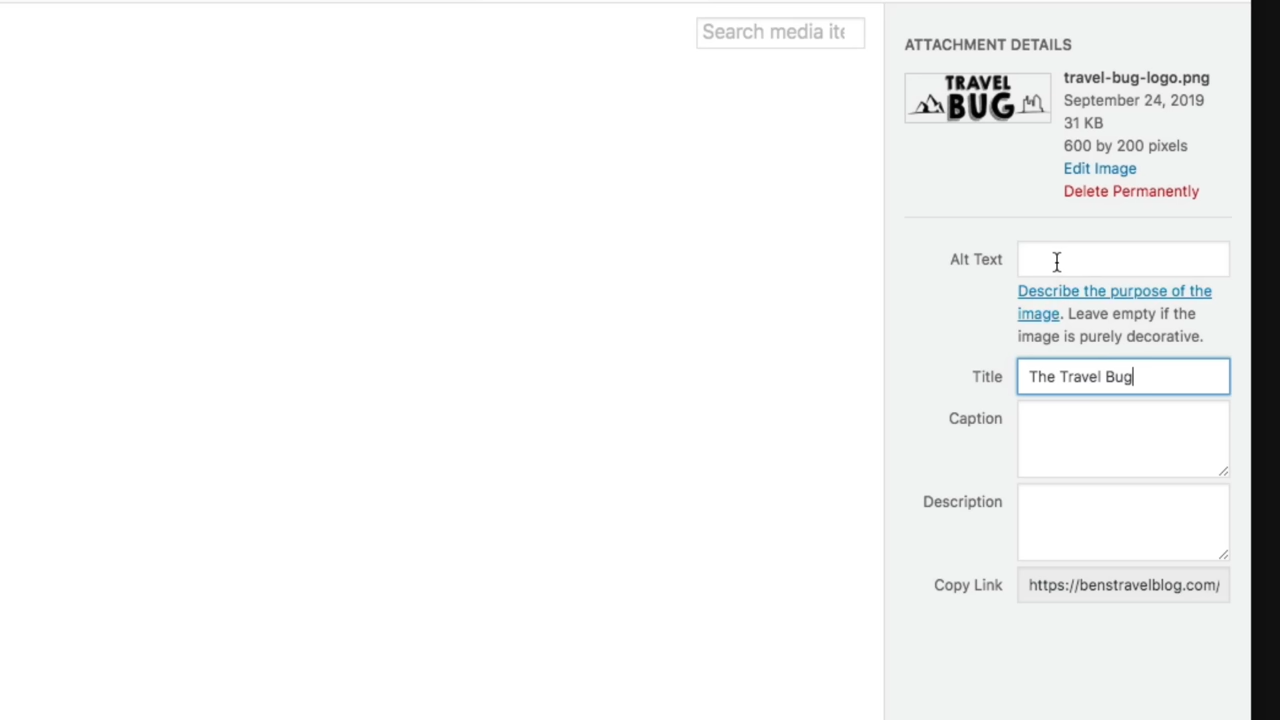 Search media ite
ATTACHMENT DETAILS
TRAVEL
BUG
travel-bug-logo.png
September 24, 2019
31 KB
600 by 200 pixels
Edit Image
Delete Permanently
Alt Text
Describe the purpose of the
image. Leave empty if the
image is purely decorative.
Title
The Travel Bug
Caption
Description
Copy Link
https://benstravelblog.com/